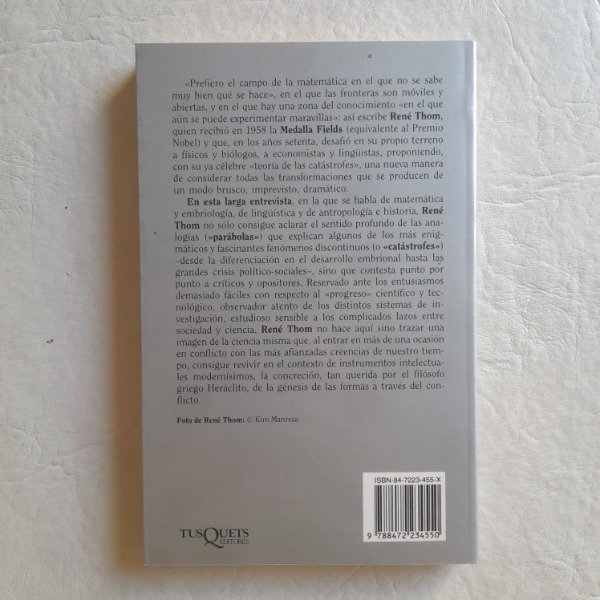 «Prefiero el campo de la matemática en el que no se sabe
muy bien qué se hace», en el que las fronteras son móviles y
abiertas, y en el que hay una zona del conocimiento «en el que
aún se puede experimentar maravillas»: así escribe René Thom,
quien recibió en 1958 la Medalla Fields (equivalente al Premio
Nobel) y que, en los años setenta, desafió en su propio terreno
a físicos y biólogos, a economistas y lingüistas, proponiendo,
con su ya célebre «teoría de las catástrofes», una nueva manera
de considerar todas las transformaciones que se producen de
un modo brusco, imprevisto, dramático.
En esta larga entrevista, en la que se habla de matemática
y embriología, de lingüística y de antropología e historia, René
Thom no sólo consigue aclarar el sentido profundo de las ana-
logías («parábolas») que explican algunos de los más enig-
máticos y fascinantes fenómenos discontinuos (o «catástrofes»)
–desde la diferenciación en el desarrollo embrional hasta las
grandes crisis político-sociales–, sino que contesta punto por
punto a críticos y opositores. Reservado ante los entusiasmos
demasiado fáciles con respecto al «progreso» científico y tec-
nológico, observador atento de los distintos sistemas de in-
vestigación, estudioso sensible a los complicados lazos entre
sociedad y ciencia, René Thom no hace aquí sino trazar una
imagen de la ciencia misma que, al entrar en más de una ocasión
en conflicto con las más afianzadas creencias de nuestro tiem-
po, consigue revivir en el contexto de instrumentos intelectua-
les modernísimos, la concreción, tan querida por el filósofo
griego Heráclito, de la génesis de las formas a través del con-
flicto.
Foto de René Thom: © Kim Manresa
ISBN-84-7223-455-X
9 788472 234550
TUSQUETS
EDITORES